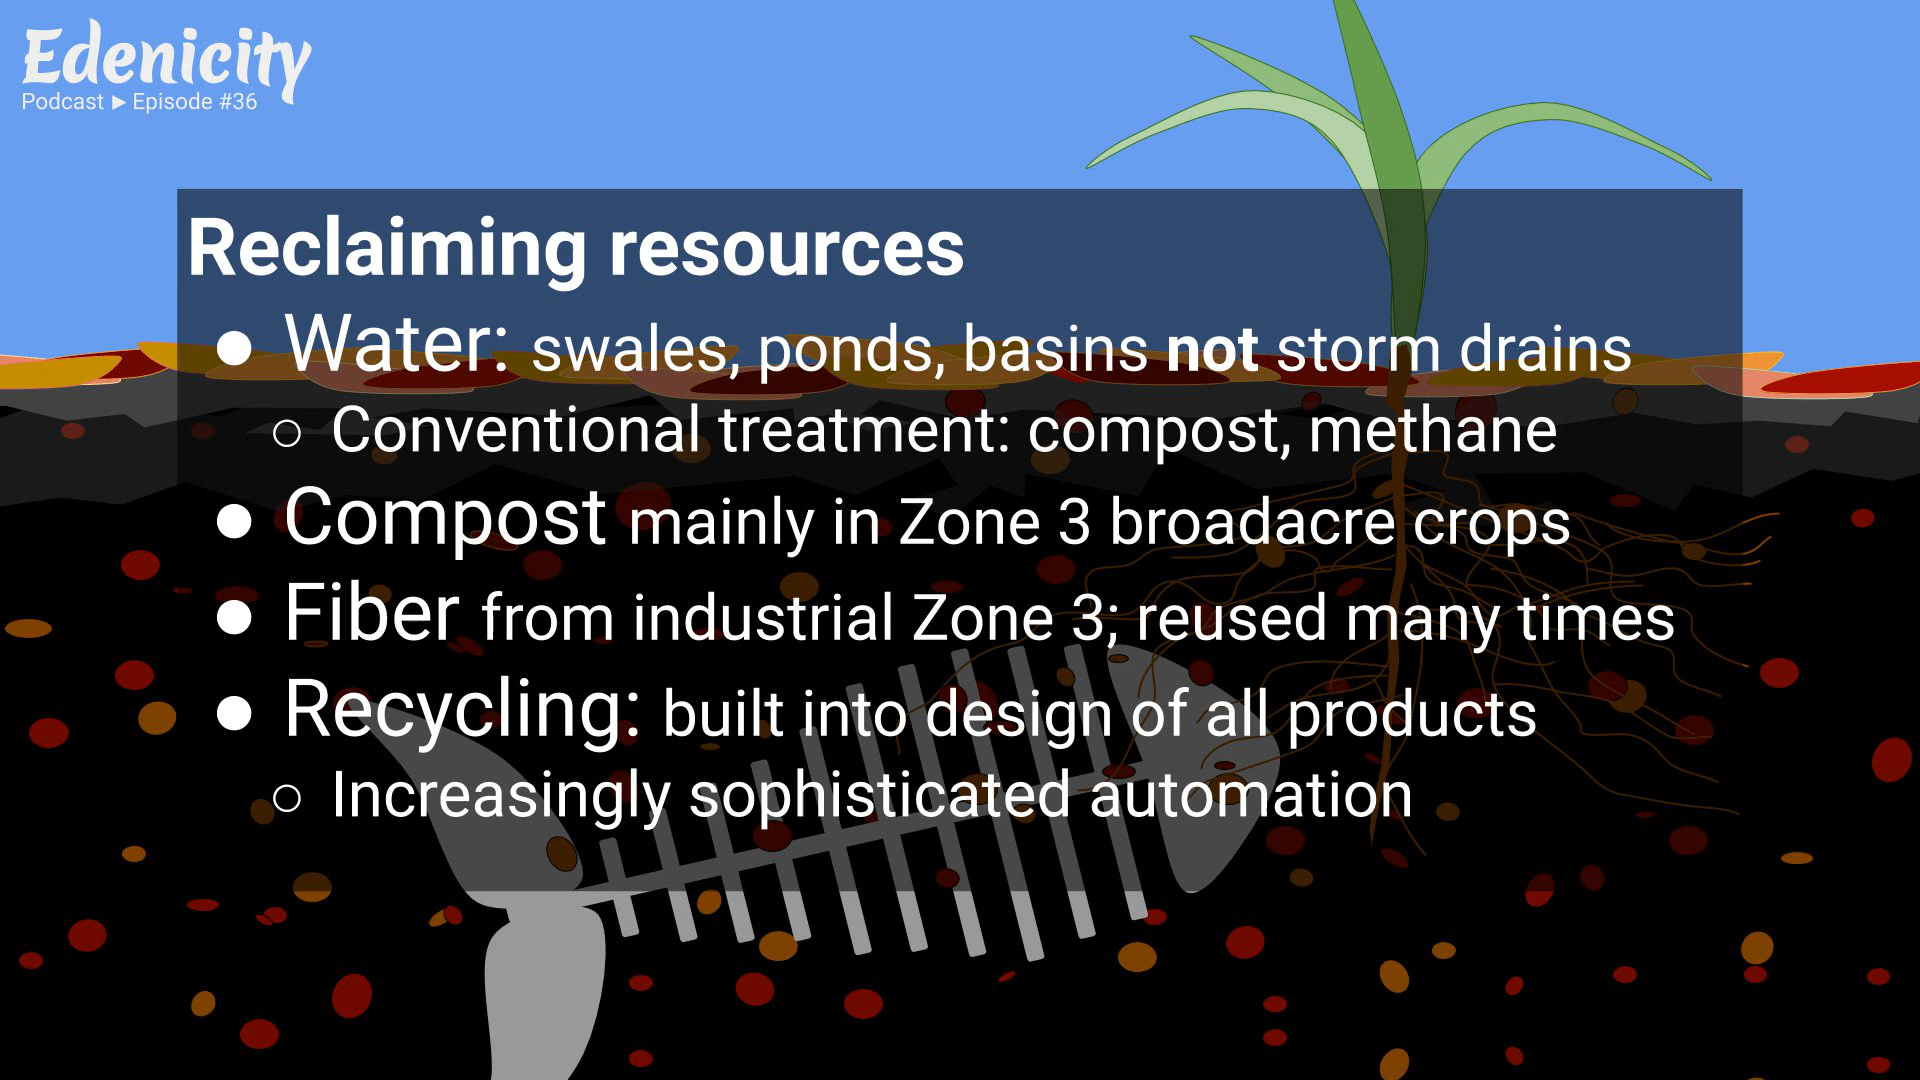 Edenicity
Podcast ▶ Episode #36
Reclaiming resources
● Water: swales, ponds, basins not storm drains
○ Conventional treatment: compost, methane
● Compost mainly in Zone 3 broadacre crops
● Fiber from industrial Zone 3; reused many times
● Recycling: built into design of all products
○ Increasingly sophisticated automation